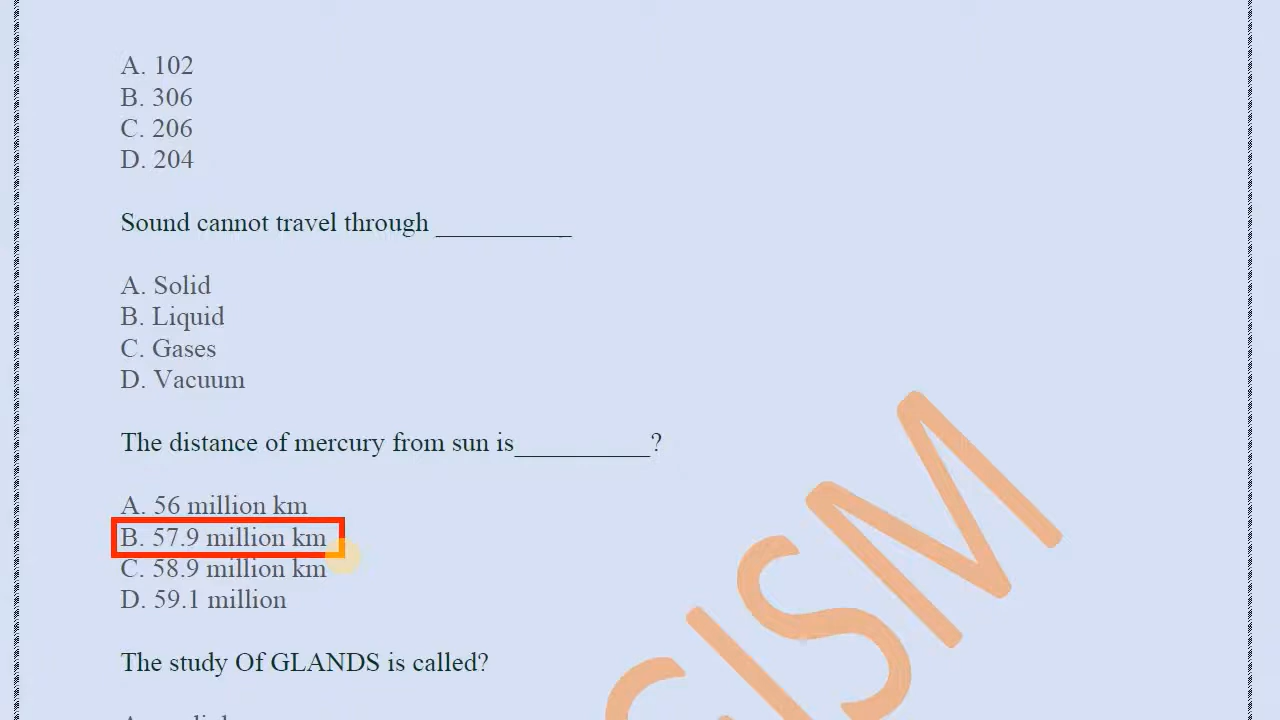 A. 102
B. 306
C. 206
D. 204
Sound cannot travel through __________
A. Solid
B. Liquid
C. Gases
D. Vacuum
The distance of mercury from sun is__________?
A. 56 million km
B. 57.9 million km
C. 58.9 million km
D. 59.1 million
The study Of GLANDS is called?